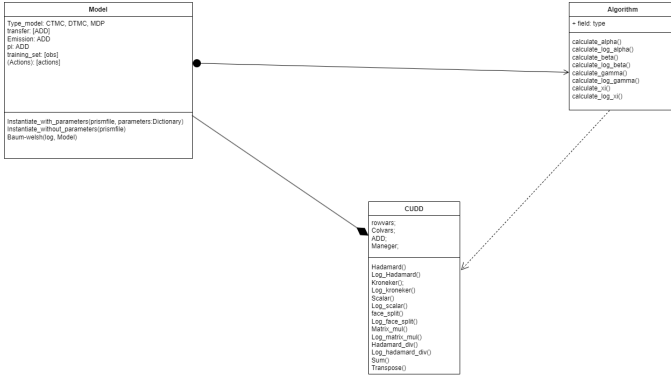 Model
Type_model: CTMC, DTMC, MDP
transfer: [ADD]
Emission: ADD
pi: ADD
training_set: [obs]
(Actions): [actions]
Instantiate_with_parameters(prismfile, parameters:Dictionary)
Instantiate_without_parameters(prismfile)
Baum-welsh(log, Model)
Algorithm
+ field: type
calculate_alpha()
calculate_log_alpha()
calculate_beta()
calculate_log_beta()
calculate_gamma()
calculate_log_gamma()
calculate_xi()
calculate_log_xi()
CUDD
rowvars;
Colvars;
ADD;
Maneger;
Hadamard()
Log_Hadamard()
Kroneker();
Log_kroneker()
Scalar()
Log_scalar()
face_split()
Log_face_split()
Matrix_mul()
Log_matrix_mul()
Hadamard_div()
Log_hadamard_div()
Sum()
Transpose()